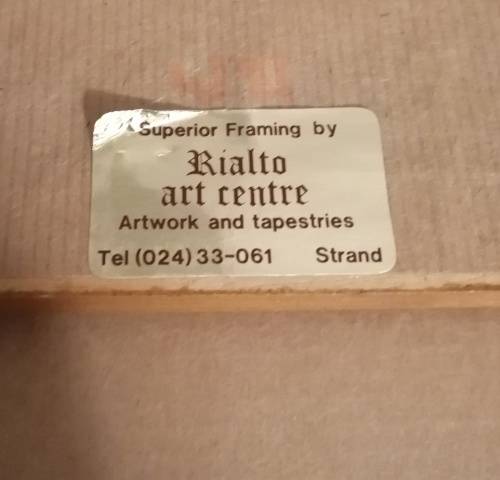 Superior Framing by
Rialto
art centre
Artwork and tapestries
Tel (024) 33-061 Strand